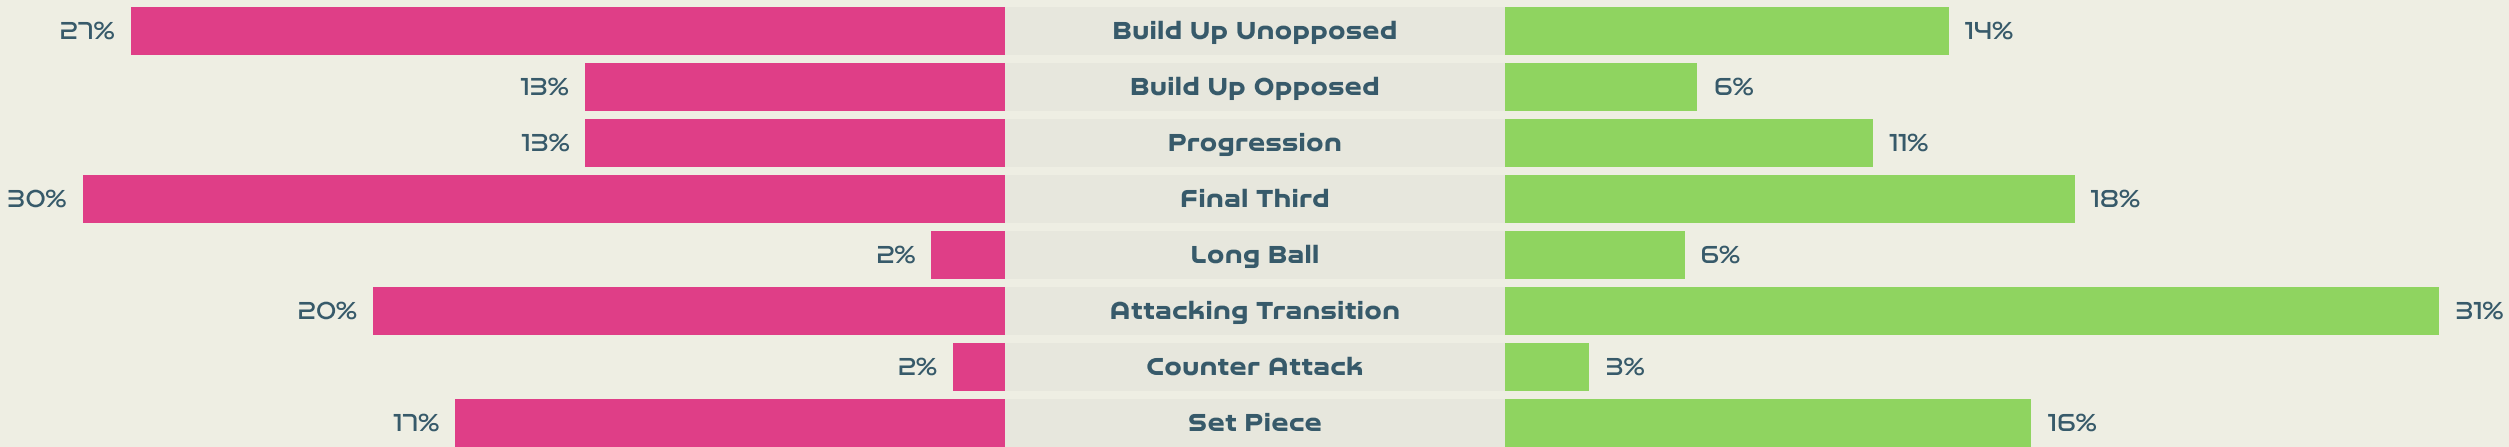 27% Build Up Unopposed 14%
13% Build Up Opposed 6%
13% Progression 11%
30% Final Third 18%
2% Long Ball 6%
20% Attacking Transition 31%
2% Counter Attack 3%
17% Set Piece 16%